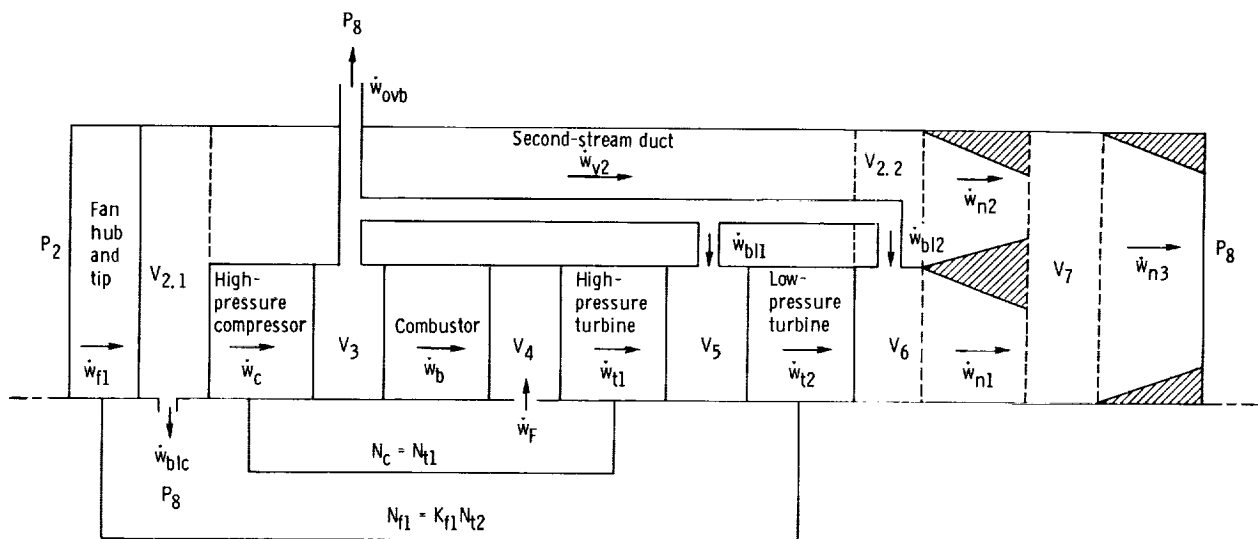 P8
ẇovb
Second-stream duct
ẇv2
V2.2
Fan
hub
and
tip
P2
V2.1
ẇn2
ẇbl1
ẇbl2
V7
ẇn3
P8
High-
pressure
compressor
Combustor
High-
pressure
turbine
Low-
pressure
turbine
ẇf1
ẇc
V3
ẇb
V4
ẇt1
V5
ẇt2
V6
ẇn1
ẇblc
P8
ẇF
Nc = Nt1
Nf1 = Kf1Nt2